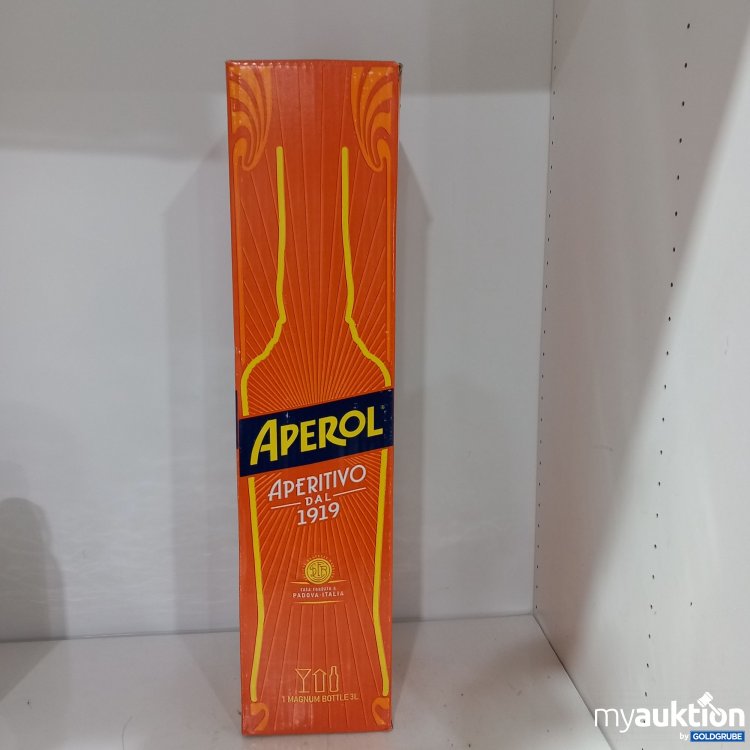 APEROL
APERITIVO
DAL
1919
PADOVA-ITALIA
1 MAGNUM BOTTLE 3L
myauktion
by GOLDGRUBE